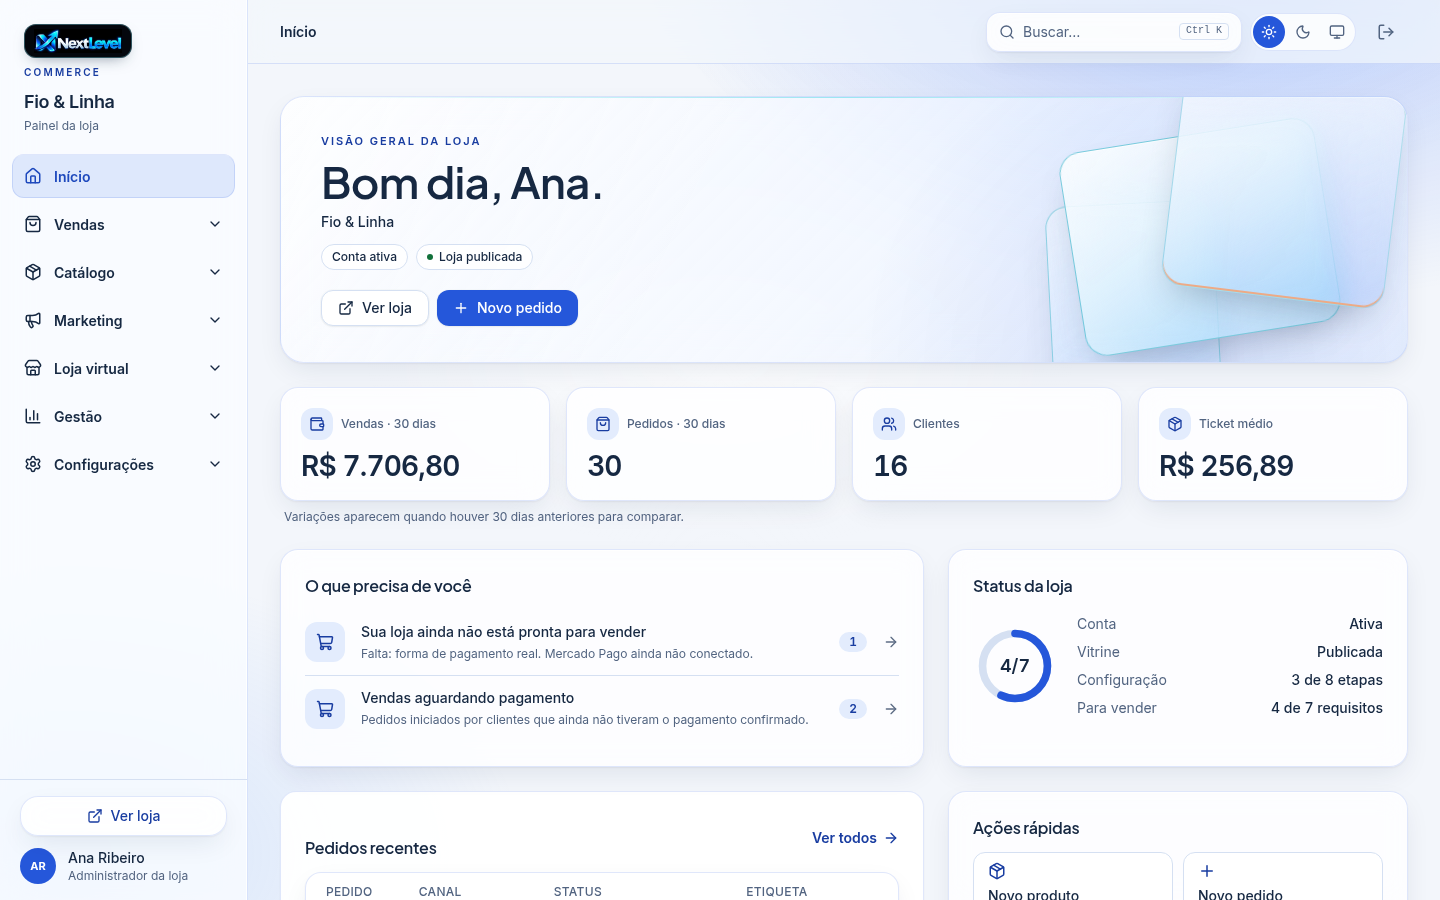 NextLevel
COMMERCE
Fio & Linha
Painel da loja
Início
Vendas
Catálogo
Marketing
Loja virtual
Gestão
Configurações
Ver loja
AR
Ana Ribeiro
Administrador da loja
Início
Buscar...
Ctrl K
VISÃO GERAL DA LOJA
Bom dia, Ana.
Fio & Linha
Conta ativa
Loja publicada
Ver loja
Novo pedido
Vendas · 30 dias
R$ 7.706,80
Pedidos · 30 dias
30
Clientes
16
Ticket médio
R$ 256,89
Variações aparecem quando houver 30 dias anteriores para comparar.
O que precisa de você
Sua loja ainda não está pronta para vender
Falta: forma de pagamento real. Mercado Pago ainda não conectado.
1
Vendas aguardando pagamento
Pedidos iniciados por clientes que ainda não tiveram o pagamento confirmado.
2
Status da loja
4/7
Conta Ativa
Vitrine Publicada
Configuração 3 de 8 etapas
Para vender 4 de 7 requisitos
Pedidos recentes
Ver todos
PEDIDO CANAL STATUS ETIQUETA
Ações rápidas
Novo produto
Novo pedido